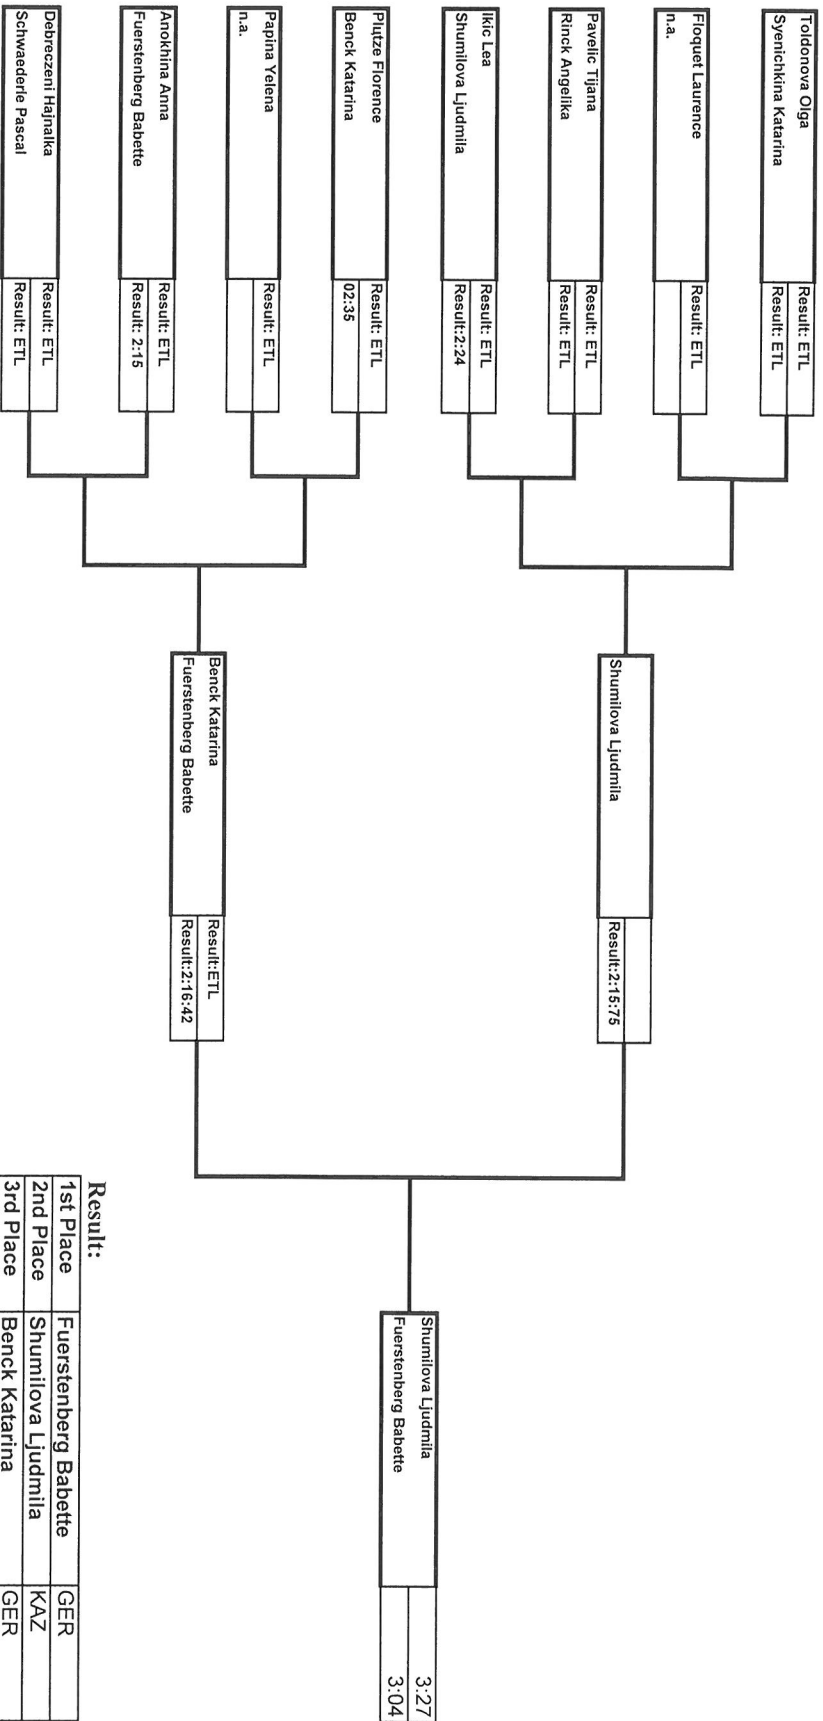 Toldonova Olga
Syenichkina Katarina
Result: ETL
Result: ETL
Floquet Laurence
n.a.
Result: ETL
Pavelic Tijana
Rinck Angelika
Result: ETL
Result: ETL
Ikic Lea
Shumilova Ljudmila
Result: ETL
Result:2:24
Plutze Florence
Benck Katarina
Result: ETL
02:35
Papina Yelena
n.a.
Result: ETL
Anokhina Anna
Fuerstenberg Babette
Result: ETL
Result: 2:15
Debreczeni Hajnalka
Schwaederle Pascal
Result: ETL
Result: ETL
Shumilova Ljudmila
Result:2:15:75
Benck Katarina
Fuerstenberg Babette
Result:ETL
Result:2:16:42
Shumilova Ljudmila
Fuerstenberg Babette
3:27
3:04
Result:
1st Place Fuerstenberg Babette GER
2nd Place Shumilova Ljudmila KAZ
3rd Place Benck Katarina GER